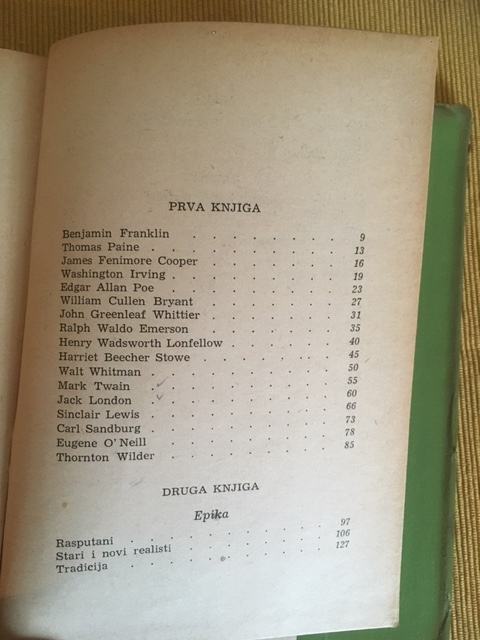 PRVA KNJIGA
Benjamin Franklin . . . . . . . 9
Thomas Paine . . . . . . . . 13
James Fenimore Cooper . . . . . . 16
Washington Irving . . . . . . . 19
Edgar Allan Poe . . . . . . . 23
William Cullen Bryant . . . . . . 27
John Greenleaf Whittier . . . . . . 31
Ralph Waldo Emerson . . . . . . 35
Henry Wadsworth Lonfellow . . . . . 40
Harriet Beecher Stowe . . . . . . 45
Walt Whitman . . . . . . . . 50
Mark Twain . . . . . . . . 55
Jack London . . . . . . . . 60
Sinclair Lewis . . . . . . . . 66
Carl Sandburg . . . . . . . . 73
Eugene O'Neill . . . . . . . 78
Thornton Wilder . . . . . . . 85
DRUGA KNJIGA
Epika
Rasputani . . . . . . . . . 97
Stari i novi realisti . . . . . . . 106
Tradicija . . . . . . . . . 127